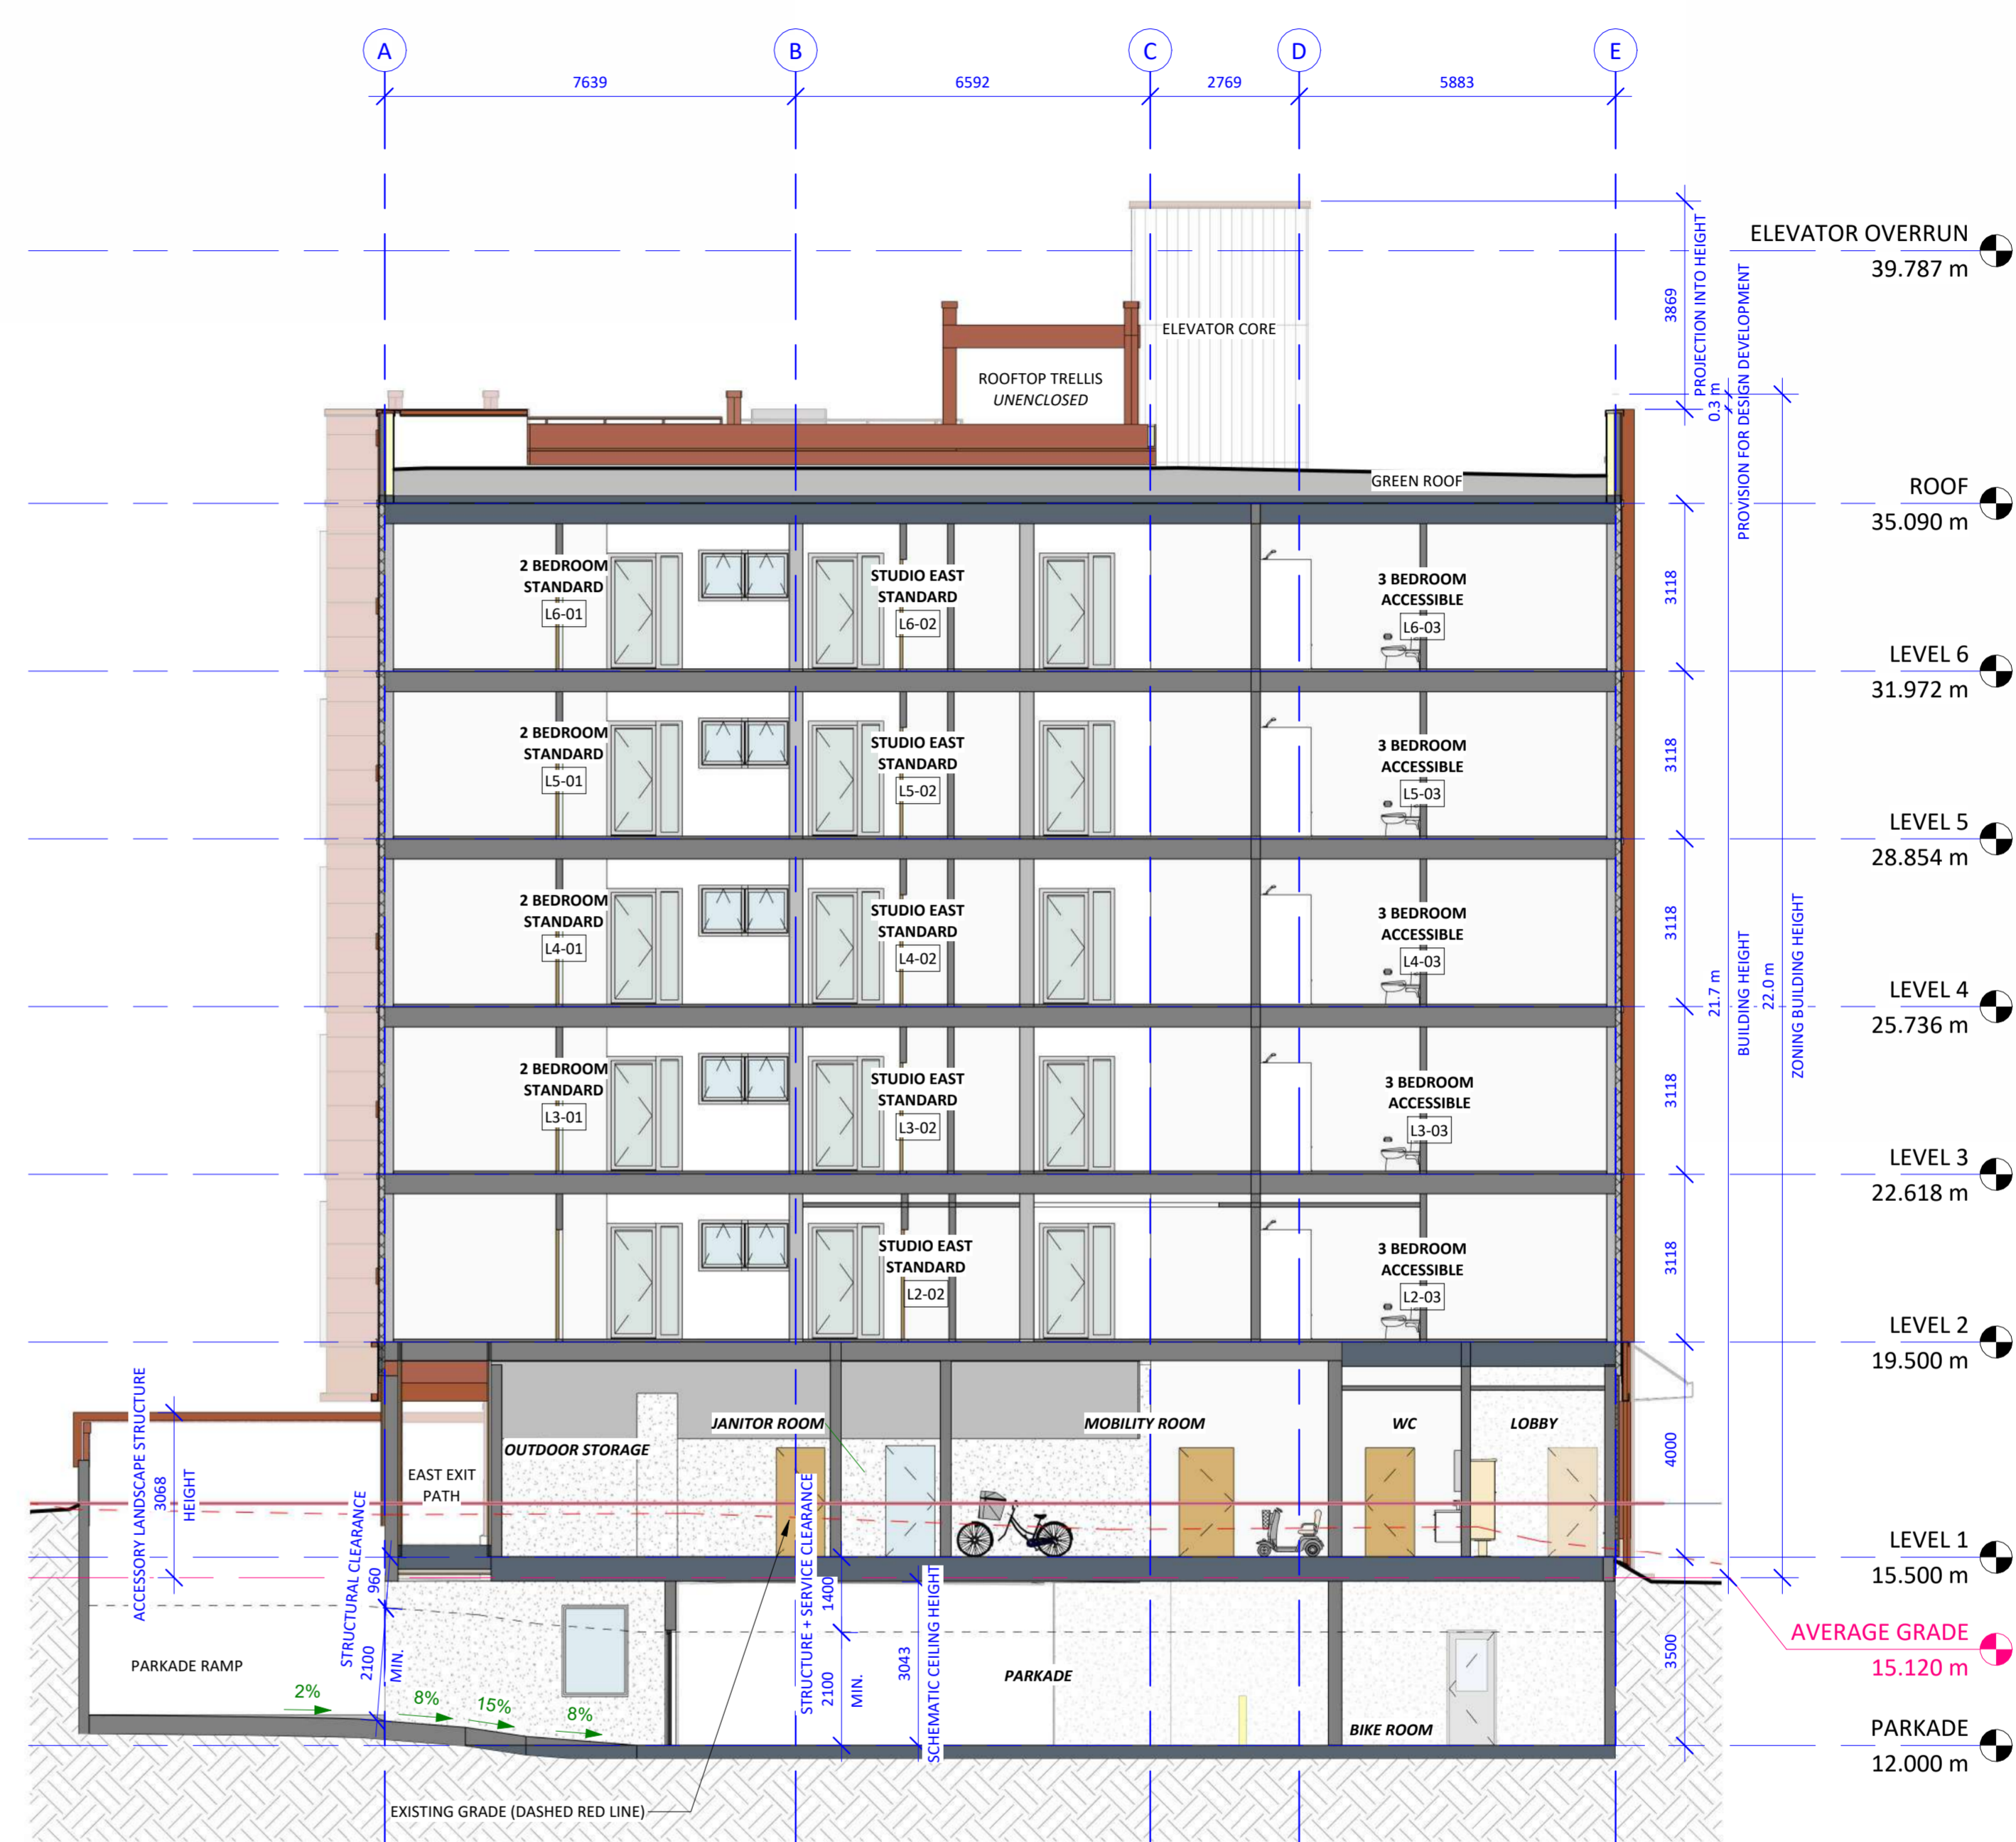 A
B
C
D
E
7639
6592
2769
5883
ELEVATOR OVERRUN
39.787 m
3869
PROJECTION INTO HEIGHT
0.3 m
PROVISION FOR DESIGN DEVELOPMENT
ELEVATOR CORE
ROOFTOP TRELLIS
UNENCLOSED
GREEN ROOF
ROOF
35.090 m
2 BEDROOM
STANDARD
L6-01
STUDIO EAST
STANDARD
L6-02
3 BEDROOM
ACCESSIBLE
L6-03
3118
LEVEL 6
31.972 m
2 BEDROOM
STANDARD
L5-01
STUDIO EAST
STANDARD
L5-02
3 BEDROOM
ACCESSIBLE
L5-03
3118
LEVEL 5
28.854 m
2 BEDROOM
STANDARD
L4-01
STUDIO EAST
STANDARD
L4-02
3 BEDROOM
ACCESSIBLE
L4-03
3118
21.7 m
BUILDING HEIGHT
22.0 m
ZONING BUILDING HEIGHT
LEVEL 4
25.736 m
2 BEDROOM
STANDARD
L3-01
STUDIO EAST
STANDARD
L3-02
3 BEDROOM
ACCESSIBLE
L3-03
3118
LEVEL 3
22.618 m
STUDIO EAST
STANDARD
L2-02
3 BEDROOM
ACCESSIBLE
L2-03
3118
LEVEL 2
19.500 m
ACCESSORY LANDSCAPE STRUCTURE
3068
HEIGHT
EAST EXIT
PATH
OUTDOOR STORAGE
JANITOR ROOM
MOBILITY ROOM
WC
LOBBY
4000
LEVEL 1
15.500 m
STRUCTURAL CLEARANCE
960
2100
MIN.
STRUCTURE + SERVICE CLEARANCE
1400
2100
MIN.
3043
SCHEMATIC CEILING HEIGHT
PARKADE RAMP
2%
8%
15%
8%
PARKADE
BIKE ROOM
3500
AVERAGE GRADE
15.120 m
PARKADE
12.000 m
EXISTING GRADE (DASHED RED LINE)